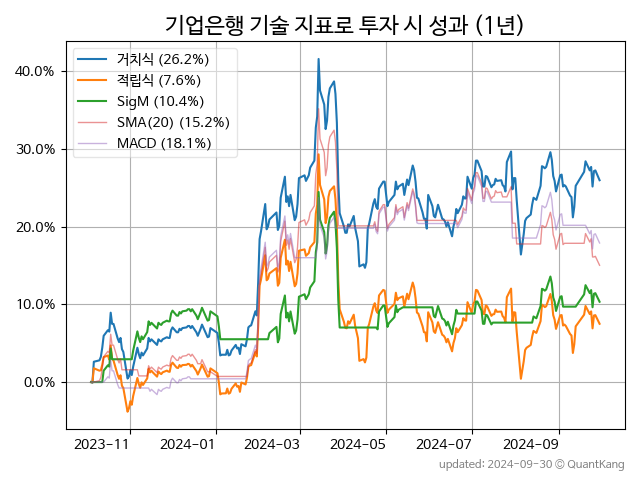 기업은행 기술 지표로 투자 시 성과 (1년)
거치식 (26.2%)
적립식 (7.6%)
SigM (10.4%)
SMA(20) (15.2%)
MACD (18.1%)
40.0%
30.0%
20.0%
10.0%
0.0%
2023-11 2024-01 2024-03 2024-05 2024-07 2024-09
updated: 2024-09-30 © QuantKang